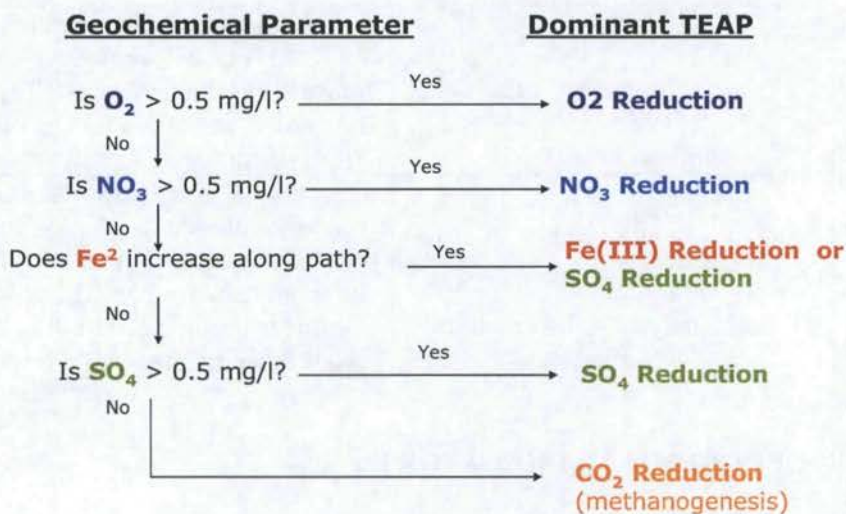 Geochemical Parameter Dominant TEAP
Is O₂ > 0.5 mg/l? Yes O2 Reduction
No
Is NO₃ > 0.5 mg/l? Yes NO₃ Reduction
No
Does Fe² increase along path? Yes Fe(III) Reduction or
SO₄ Reduction
No
Is SO₄ > 0.5 mg/l? Yes SO₄ Reduction
No
CO₂ Reduction
(methanogenesis)